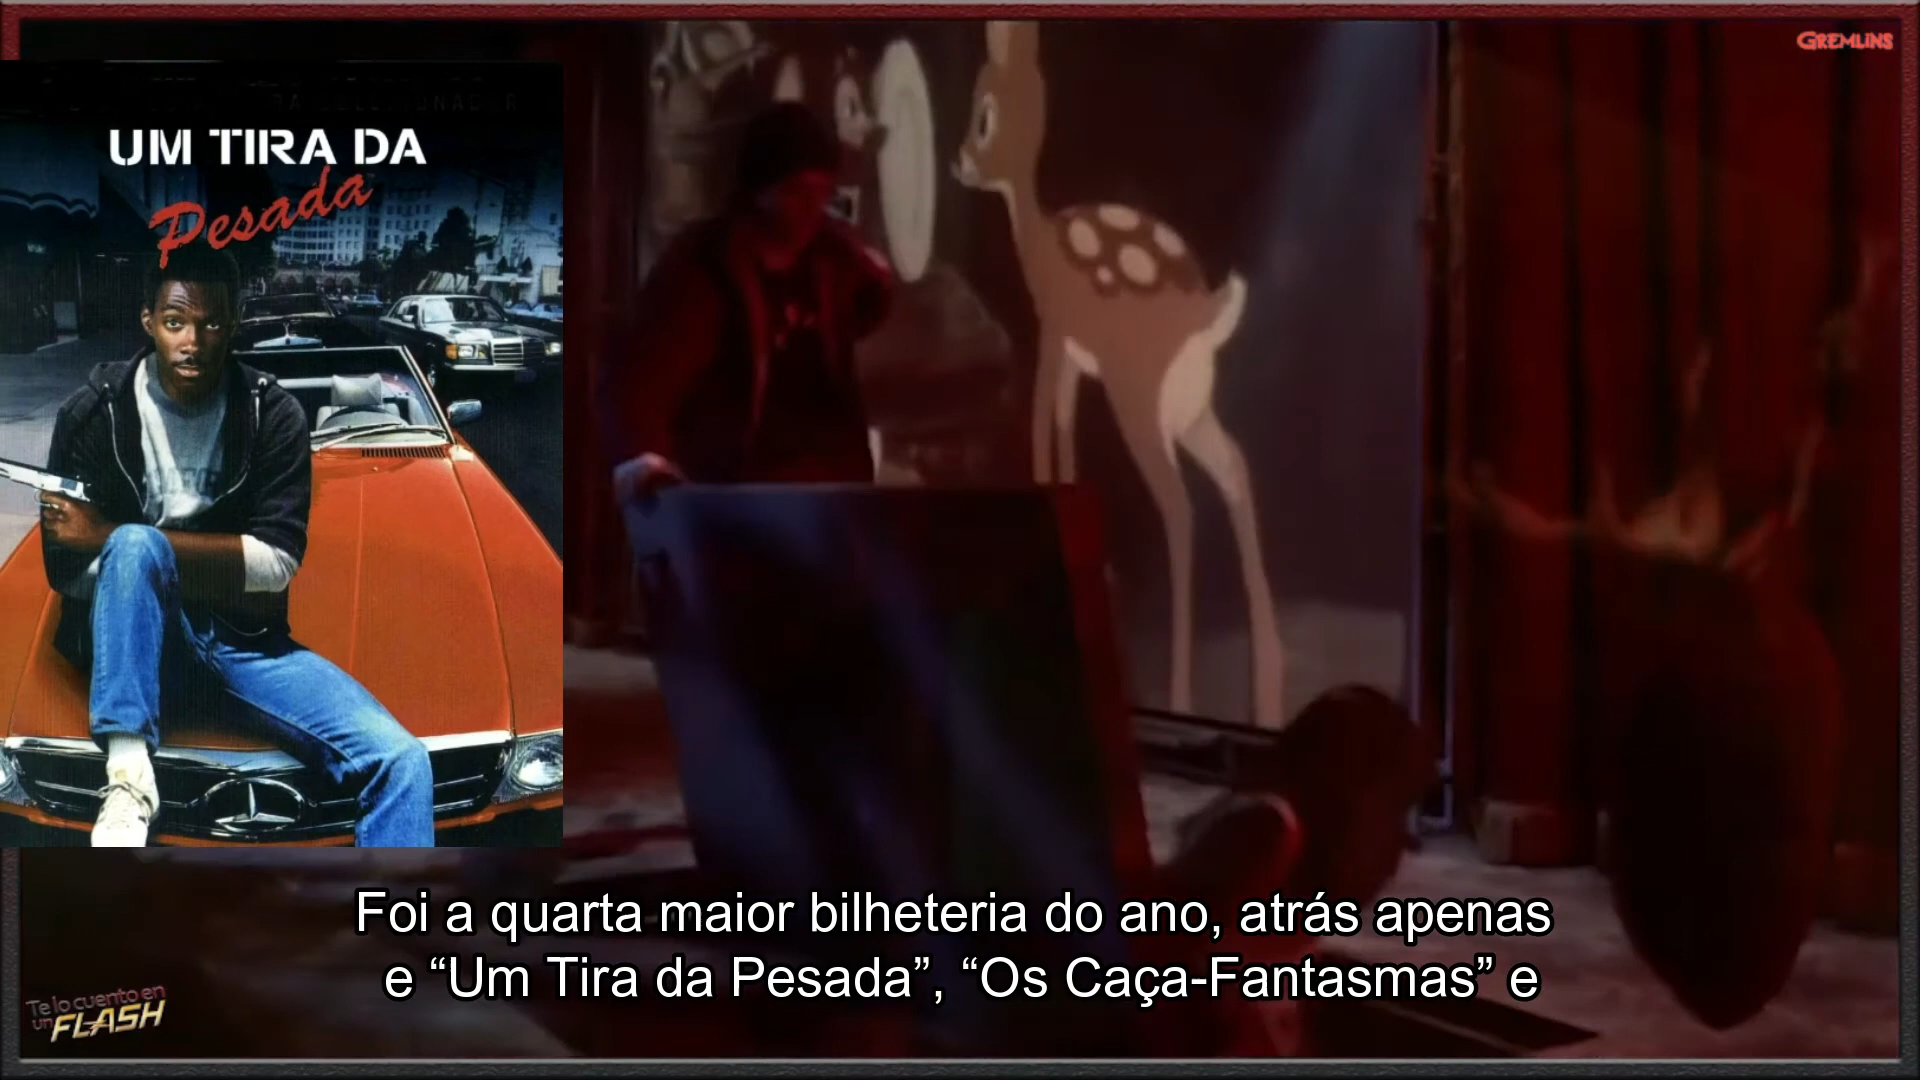 GREMLINS
UM TIRA DA
Pesada
Foi a quarta maior bilheteria do ano, atrás apenas
e “Um Tira da Pesada”, “Os Caça-Fantasmas” e
Te lo cuento en
un FLASH